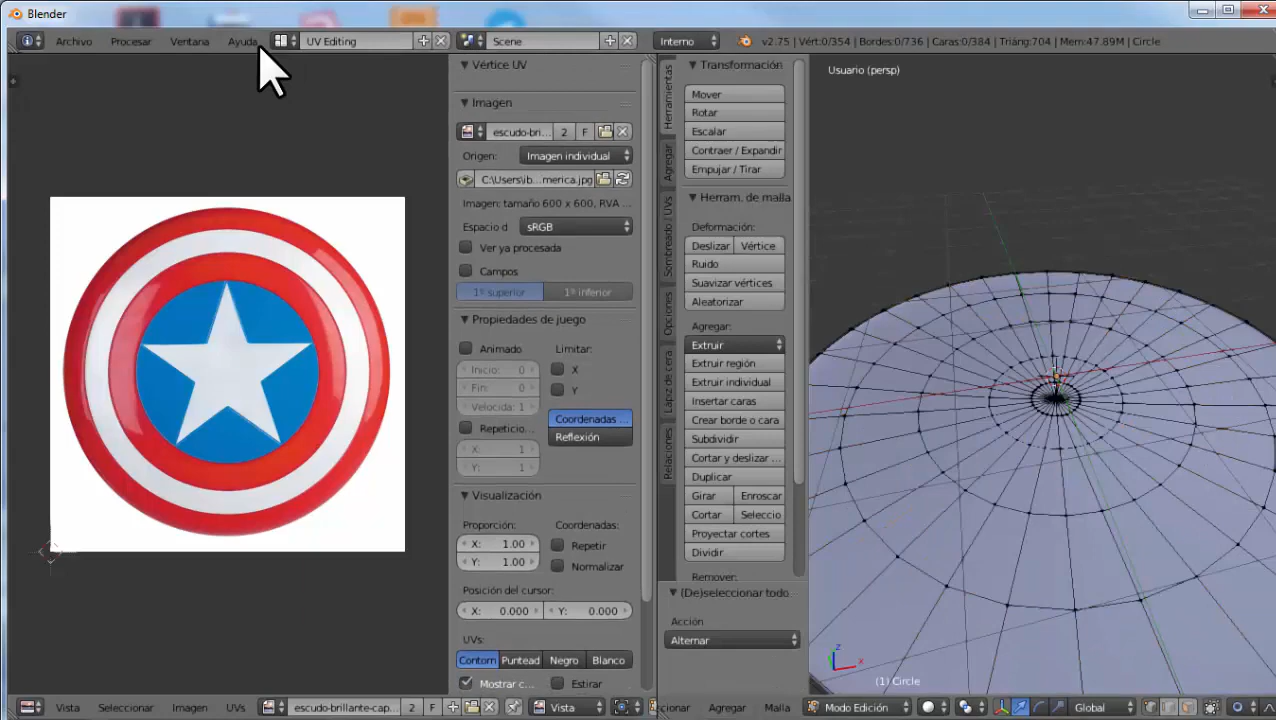 Blender
Archivo Procesar Ventana Ayuda UV Editing Scene Interno v2.75 | Vért:0/354 | Bordes:0/736 | Caras:0/384 | Triáng:704 | Mem:47.89M | Circle
Vértice UV
Imagen
escudo-bri... 2 F
Origen: Imagen individual
C:\Users\ib...merica.jpg
Imagen: tamaño 600 x 600, RVA ...
Espacio d sRGB
Ver ya procesada
Campos
1º superior 1º inferior
Propiedades de juego
Animado Limitar:
Inicio: 0 X
Fin: 0 Y
Velocida: 1
Coordenadas ...
Repeticio...
Reflexión
X: 1
Y: 1
Visualización
Proporción: Coordenadas:
X: 1.00 Repetir
Y: 1.00 Normalizar
Posición del cursor:
X: 0.000 Y: 0.000
UVs:
Contorn Puntead Negro Blanco
Mostrar c... Estirar
Herramientas
Agregar
Sombreado / UVs
Opciones
Lápiz de cera
Relaciones
Transformación
Mover
Rotar
Escalar
Contraer / Expandir
Empujar / Tirar
Herram. de malla
Deformación:
Deslizar Vértice
Ruido
Suavizar vértices
Aleatorizar
Agregar:
Extruir
Extruir región
Extruir individual
Insertar caras
Crear borde o cara
Subdividir
Cortar y deslizar ...
Duplicar
Girar Enroscar
Cortar Seleccio
Proyectar cortes
Dividir
Remover:
(De)seleccionar todo
Acción
Alternar
Usuario (persp)
z
x
(1) Circle
Vista Seleccionar Imagen UVs escudo-brillante-cap... 2 F Vista
cionar Agregar Malla Modo Edición Global